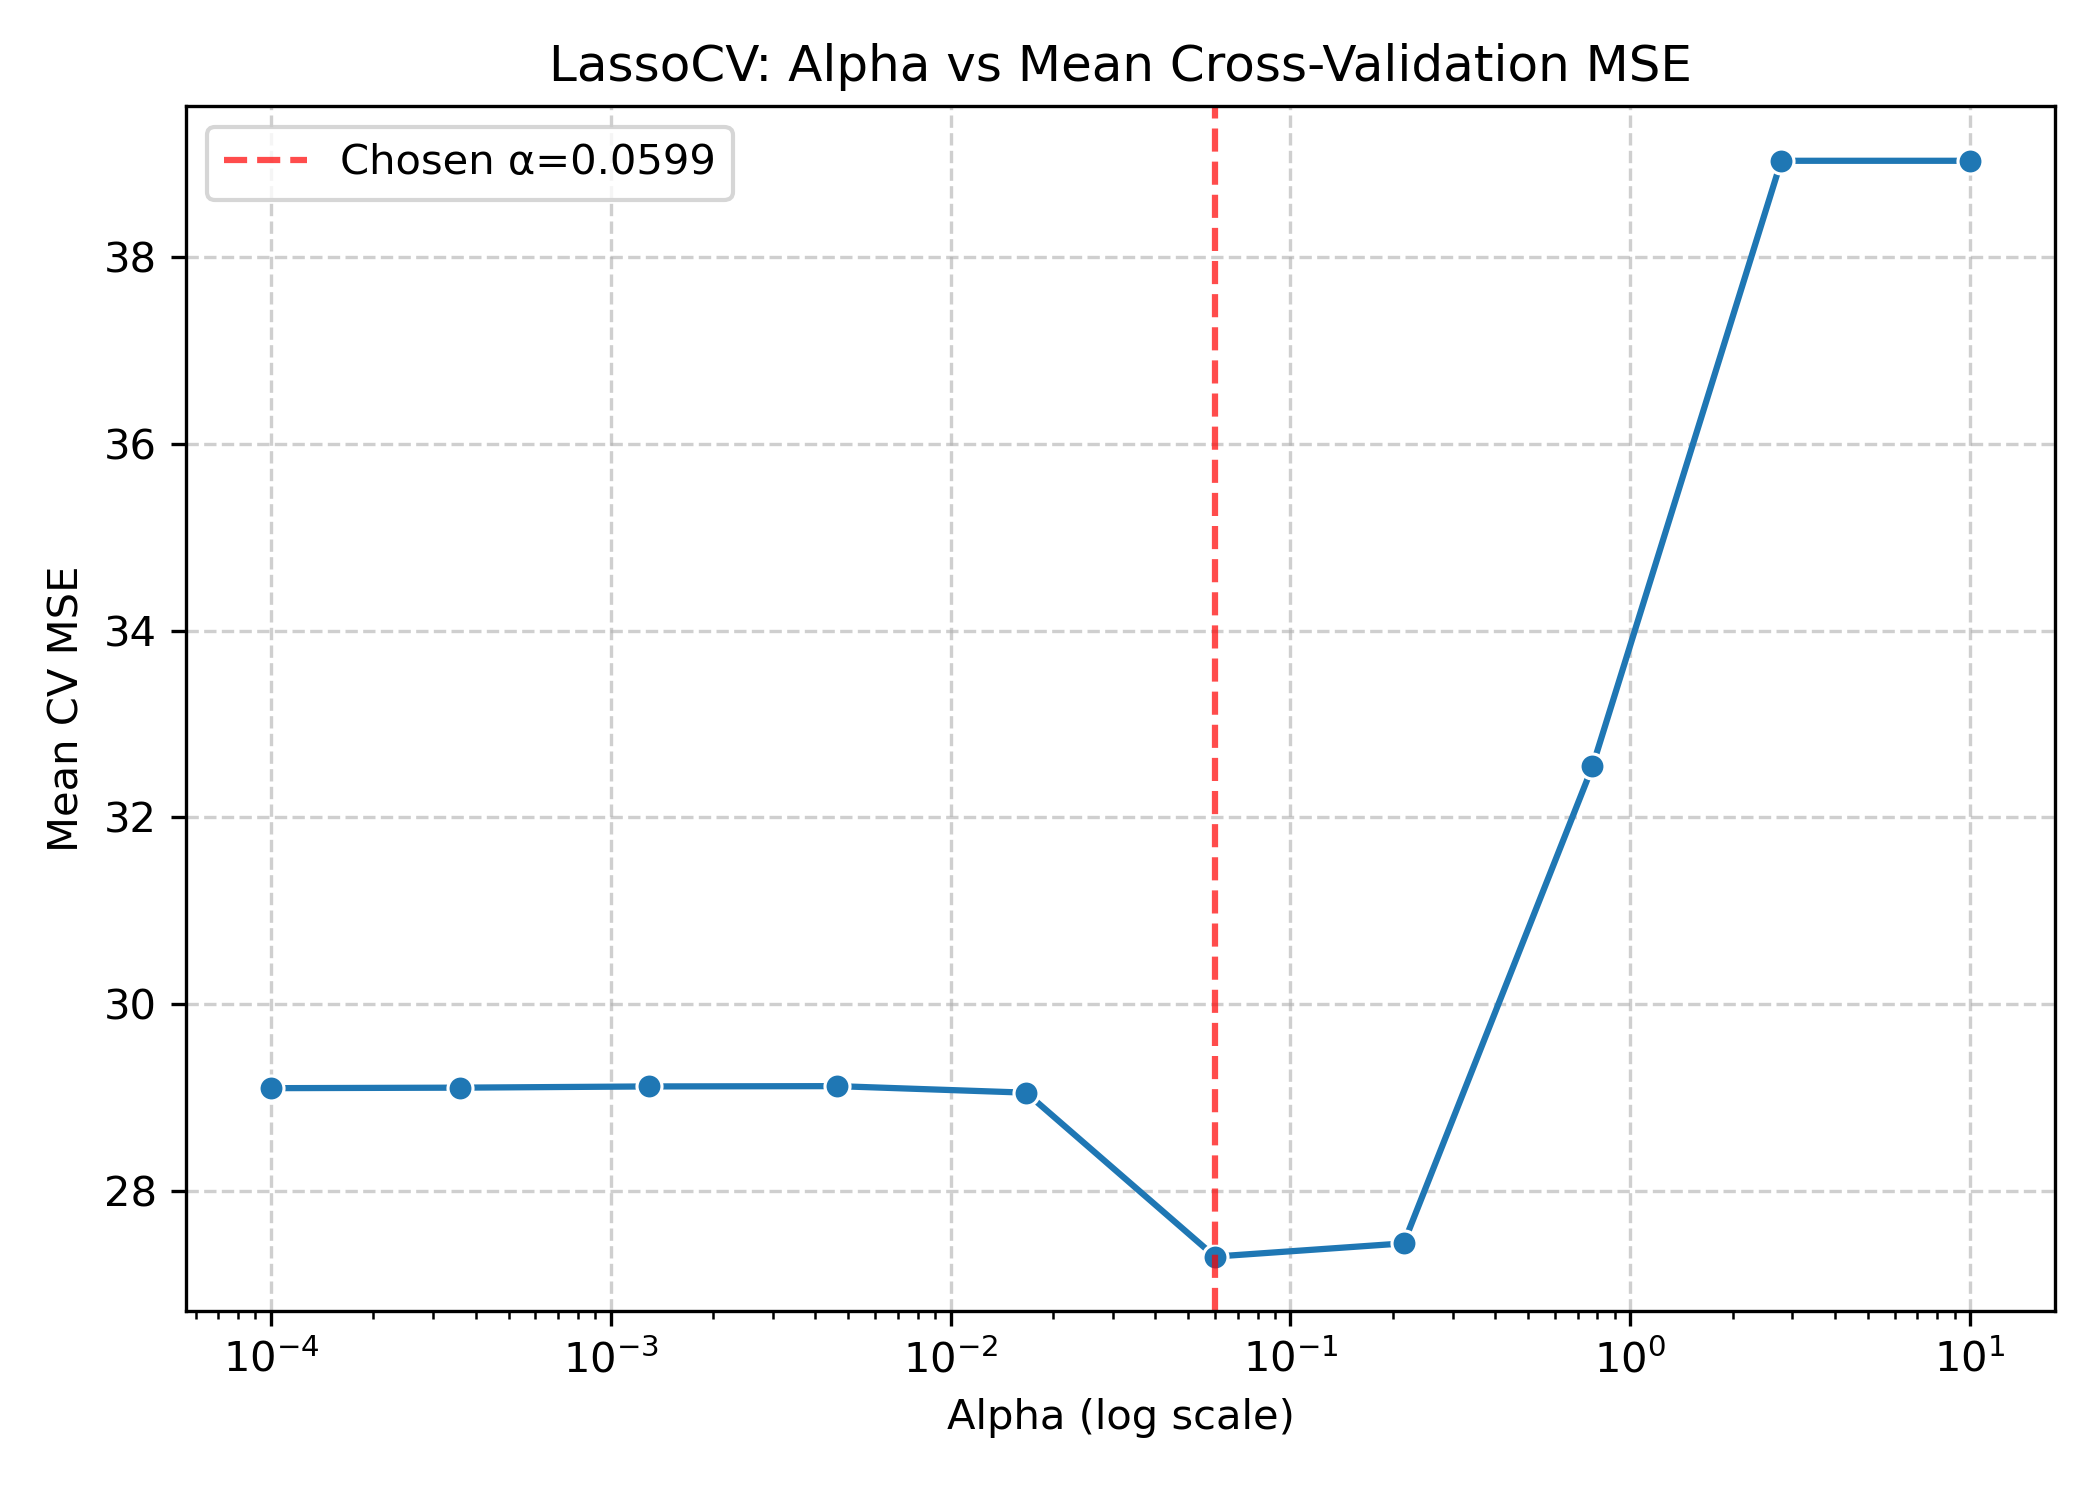 LassoCV: Alpha vs Mean Cross-Validation MSE
Chosen α=0.0599
Mean CV MSE
38
36
34
32
30
28
10⁻⁴ 10⁻³ 10⁻² 10⁻¹ 10⁰ 10¹
Alpha (log scale)